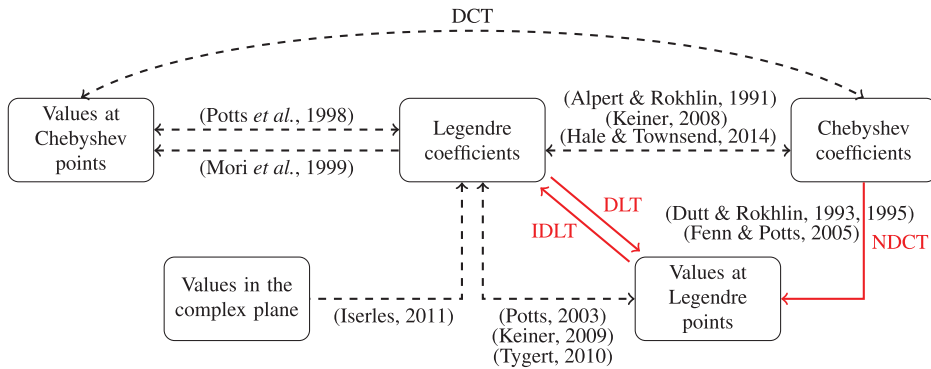 DCT
Values at
Chebyshev
points
(Potts et al., 1998)
(Mori et al., 1999)
Legendre
coefficients
(Alpert & Rokhlin, 1991)
(Keiner, 2008)
(Hale & Townsend, 2014)
Chebyshev
coefficients
DLT
IDLT
(Dutt & Rokhlin, 1993, 1995)
(Fenn & Potts, 2005)
NDCT
Values in the
complex plane
(Iserles, 2011)
(Potts, 2003)
(Keiner, 2009)
(Tygert, 2010)
Values at
Legendre
points